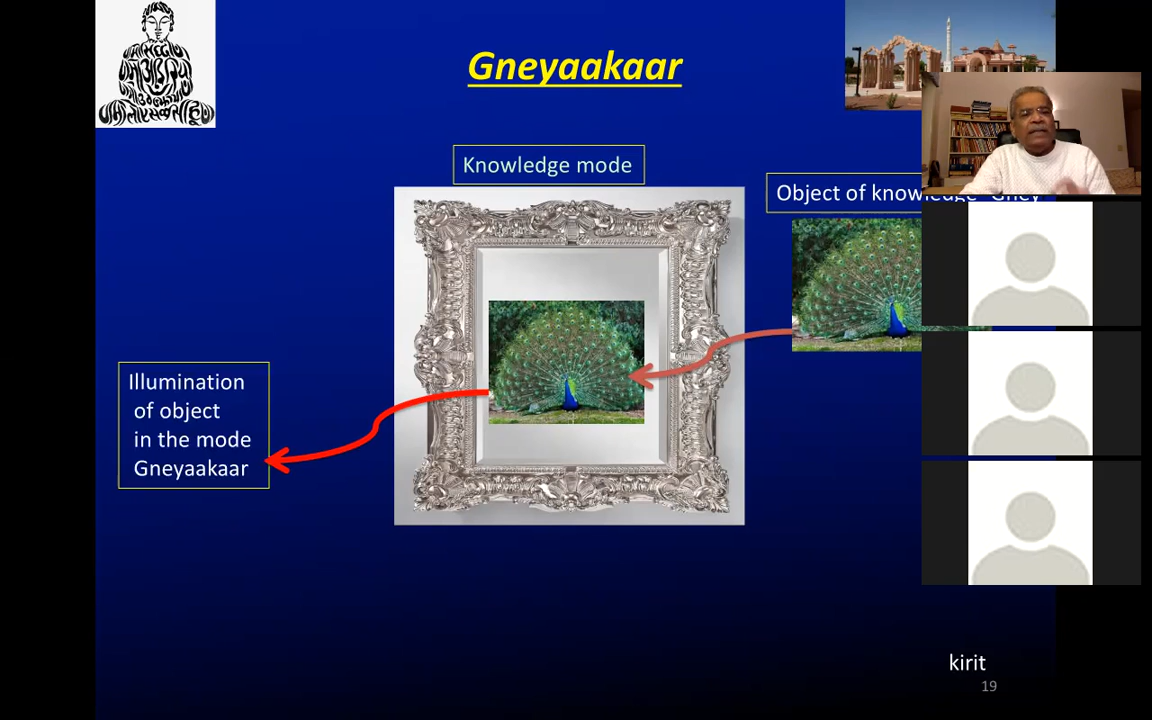 Gneyaakaar
Knowledge mode
Object of knowledge "Gney"
Illumination
of object
in the mode
Gneyaakaar
kirit
19